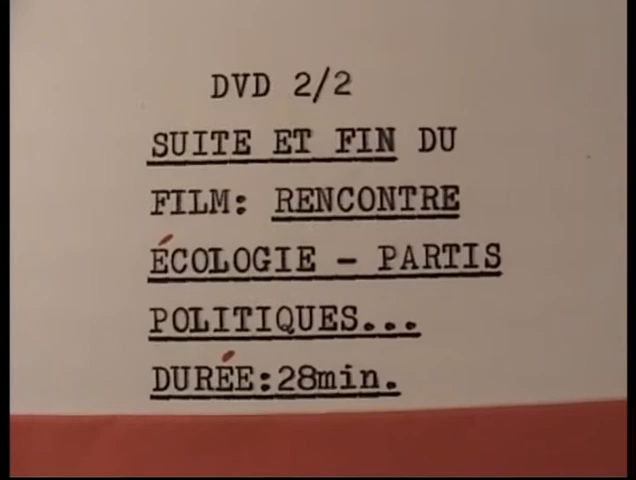 DVD 2/2
SUITE ET FIN DU
FILM: RENCONTRE
ÉCOLOGIE - PARTIS
POLITIQUES...
DURÉE:28min.